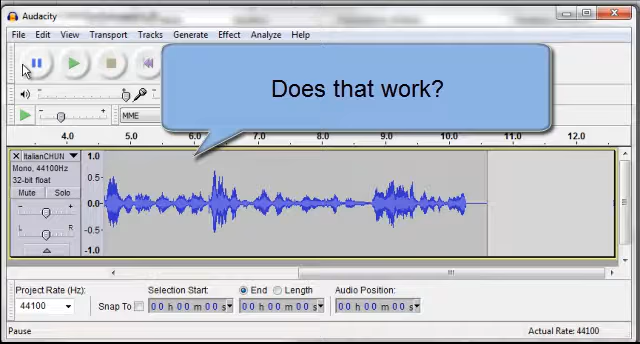 Audacity
File Edit View Transport Tracks Generate Effect Analyze Help
Does that work?
MME
4.0 5.0 6.0 7.0 8.0 9.0 10.0 11.0 12.0
ItalianCHUN
Mono, 44100Hz
32-bit float
Mute Solo
- +
L R
1.0
0.5
0.0
-0.5
-1.0
Project Rate (Hz): Selection Start: End Length Audio Position:
44100 Snap To 00 h 00 m 00 s 00 h 00 m 00 s 00 h 00 m 00 s
Pause Actual Rate: 44100